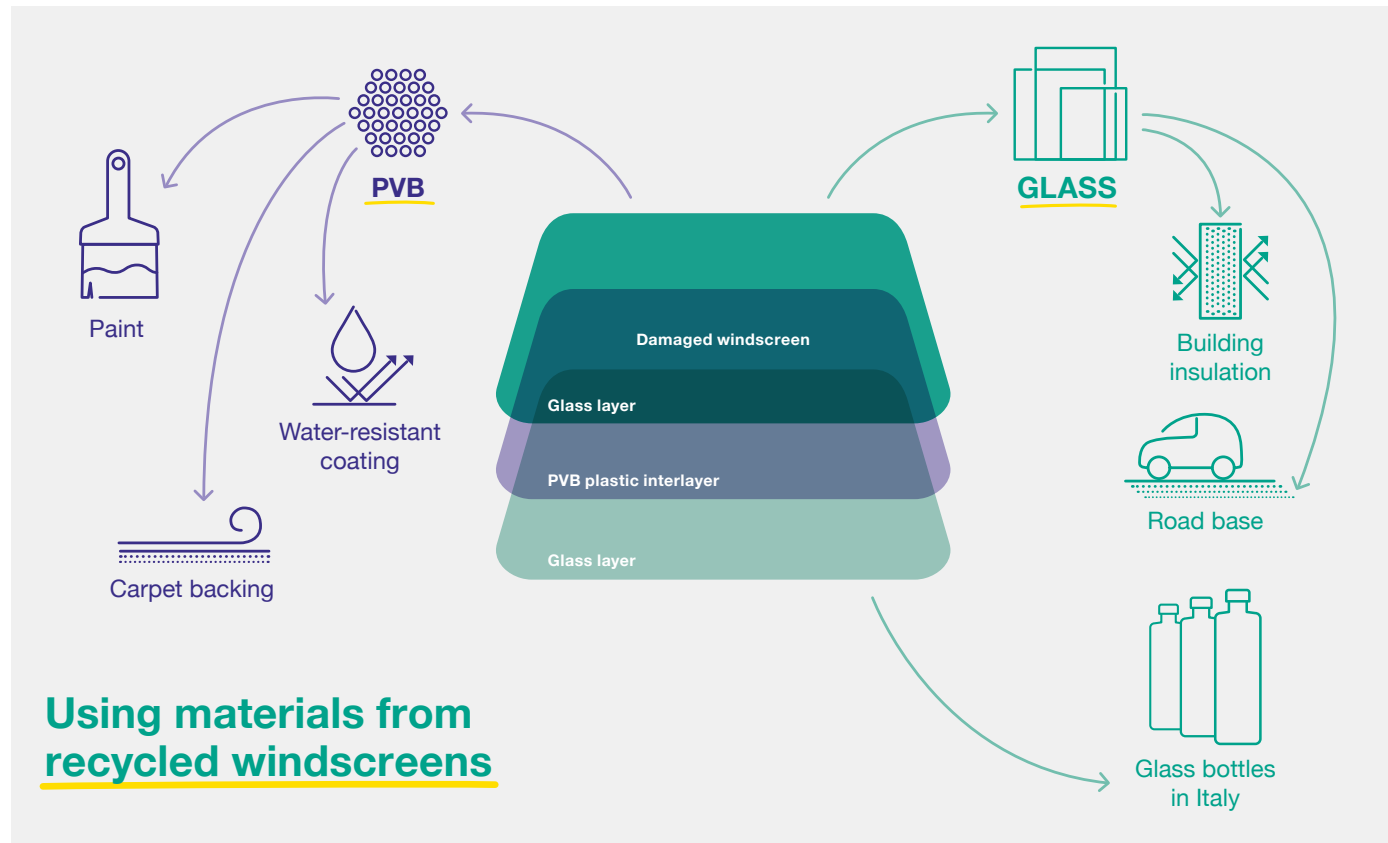 PVB
GLASS
Paint
Water-resistant
coating
Carpet backing
Damaged windscreen
Glass layer
PVB plastic interlayer
Glass layer
Building
insulation
Road base
Glass bottles
in Italy
Using materials from
recycled windscreens